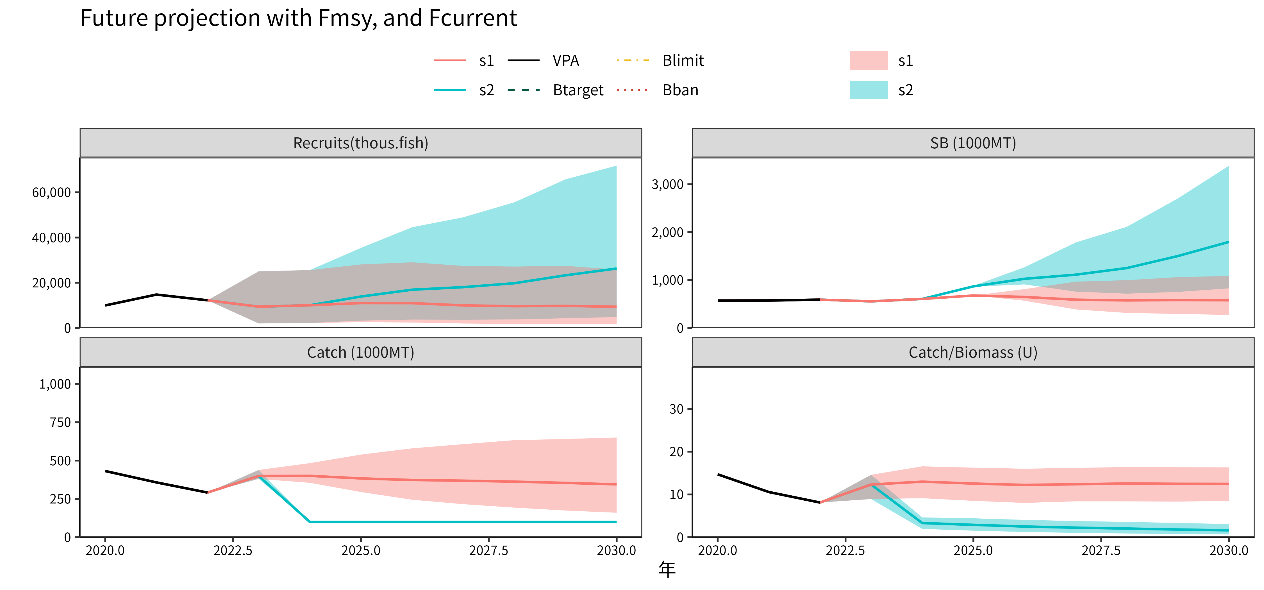 Future projection with Fmsy, and Fcurrent
s1 VPA Blimit s1
s2 Btarget Bban s2
Recruits(thous.fish)
60,000
40,000
20,000
0
SB (1000MT)
3,000
2,000
1,000
0
Catch (1000MT)
1,000
750
500
250
0
2020.0 2022.5 2025.0 2027.5 2030.0
Catch/Biomass (U)
30
20
10
0
2020.0 2022.5 2025.0 2027.5 2030.0
年